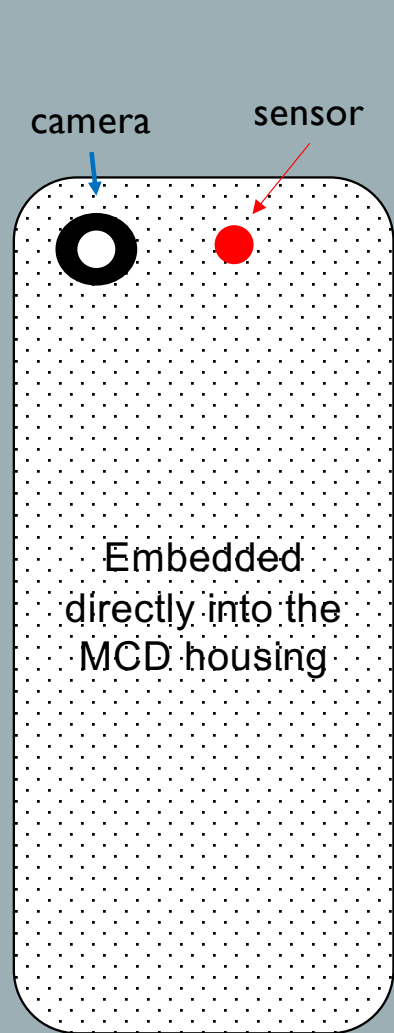 camera
sensor
Embedded
directly into the
MCD housing